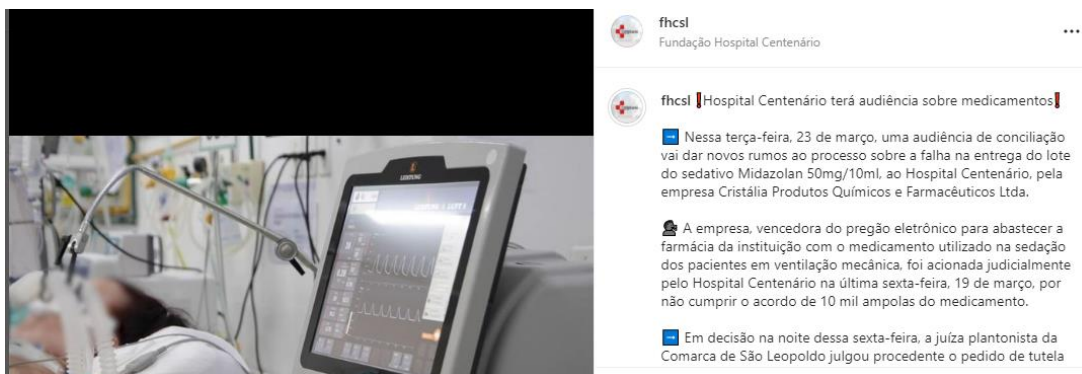 fhcsl
Fundação Hospital Centenário
fhcsl ❗Hospital Centenário terá audiência sobre medicamentos❗
➡ Nessa terça-feira, 23 de março, uma audiência de conciliação
vai dar novos rumos ao processo sobre a falha na entrega do lote
do sedativo Midazolan 50mg/10ml, ao Hospital Centenário, pela
empresa Cristália Produtos Químicos e Farmacêuticos Ltda.
🗣 A empresa, vencedora do pregão eletrônico para abastecer a
farmácia da instituição com o medicamento utilizado na sedação
dos pacientes em ventilação mecânica, foi acionada judicialmente
pelo Hospital Centenário na última sexta-feira, 19 de março, por
não cumprir o acordo de 10 mil ampolas do medicamento.
➡ Em decisão na noite dessa sexta-feira, a juíza plantonista da
Comarca de São Leopoldo julgou procedente o pedido de tutela